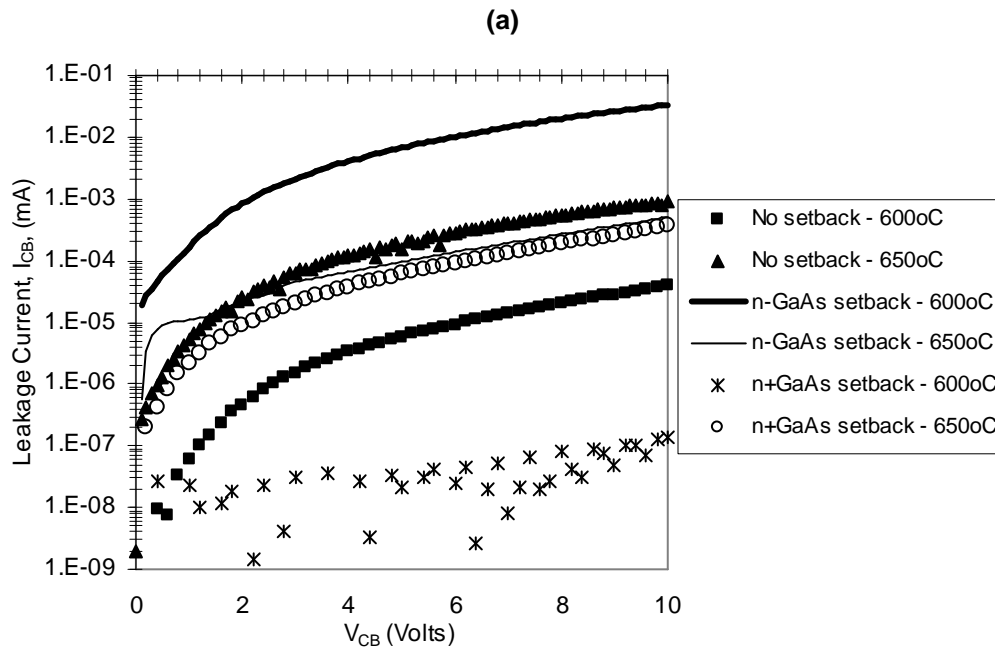 (a)
1.E-01
1.E-02
1.E-03
1.E-04
1.E-05
1.E-06
1.E-07
1.E-08
1.E-09
Leakage Current, I_CB, (mA)
0
2
4
6
8
10
V_CB (Volts)
No setback - 600oC
No setback - 650oC
n-GaAs setback - 600oC
n-GaAs setback - 650oC
n+GaAs setback - 600oC
n+GaAs setback - 650oC